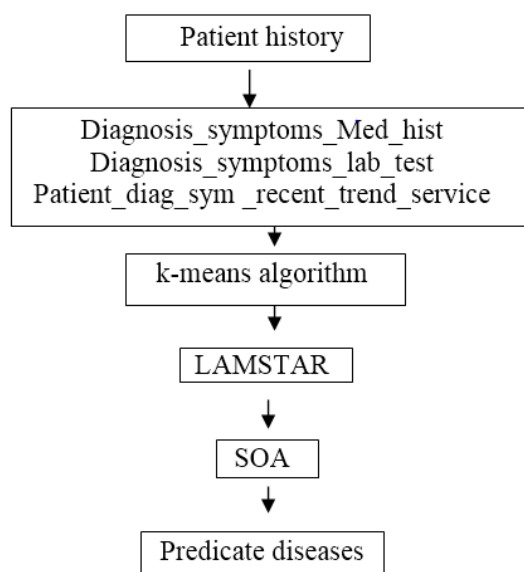 Patient history
Diagnosis_symptoms_Med_hist
Diagnosis_symptoms_lab_test
Patient_diag_sym _recent_trend_service
k-means algorithm
LAMSTAR
SOA
Predicate diseases